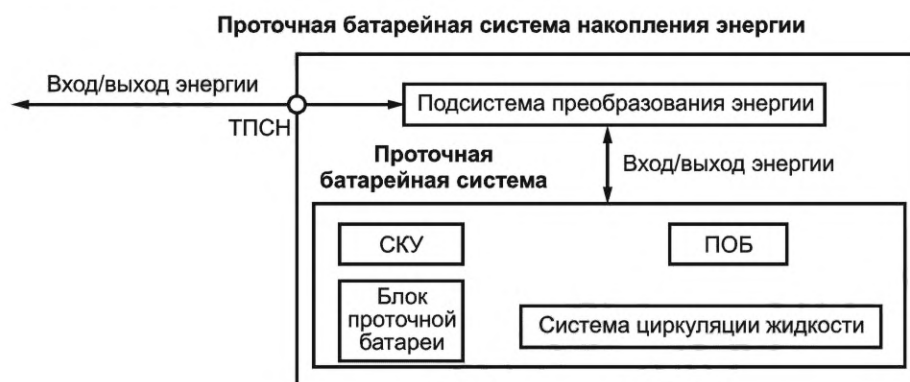 Проточная батарейная система накопления энергии
Вход/выход энергии
ТПСН
Подсистема преобразования энергии
Проточная
батарейная система
Вход/выход энергии
СКУ
ПОБ
Блок
проточной
батареи
Система циркуляции жидкости